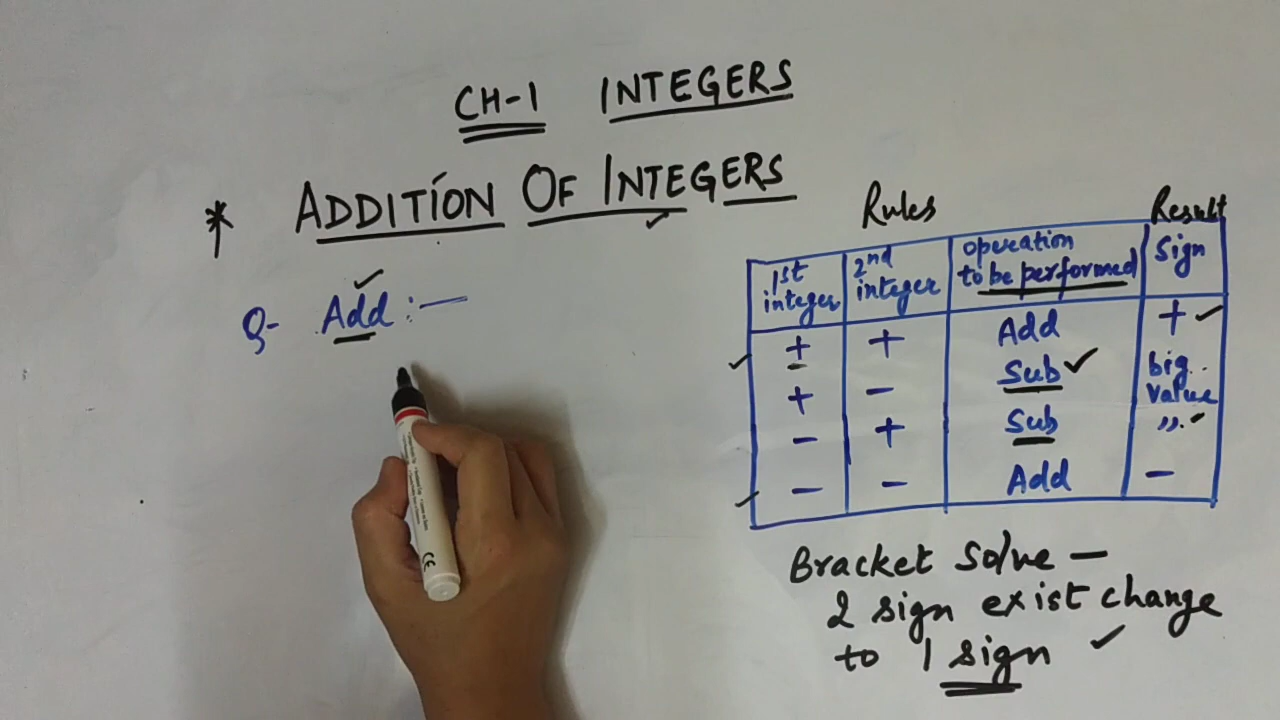 CH-1 INTEGERS
* ADDITION OF INTEGERS
Q- Add :-
Rules
Result
1st integer
2nd integer
operation to be performed
Sign
+ + Add +
+ - Sub big value
- + Sub ,,
- - Add -
Bracket Solve -
2 sign exist change
to 1 sign
CE